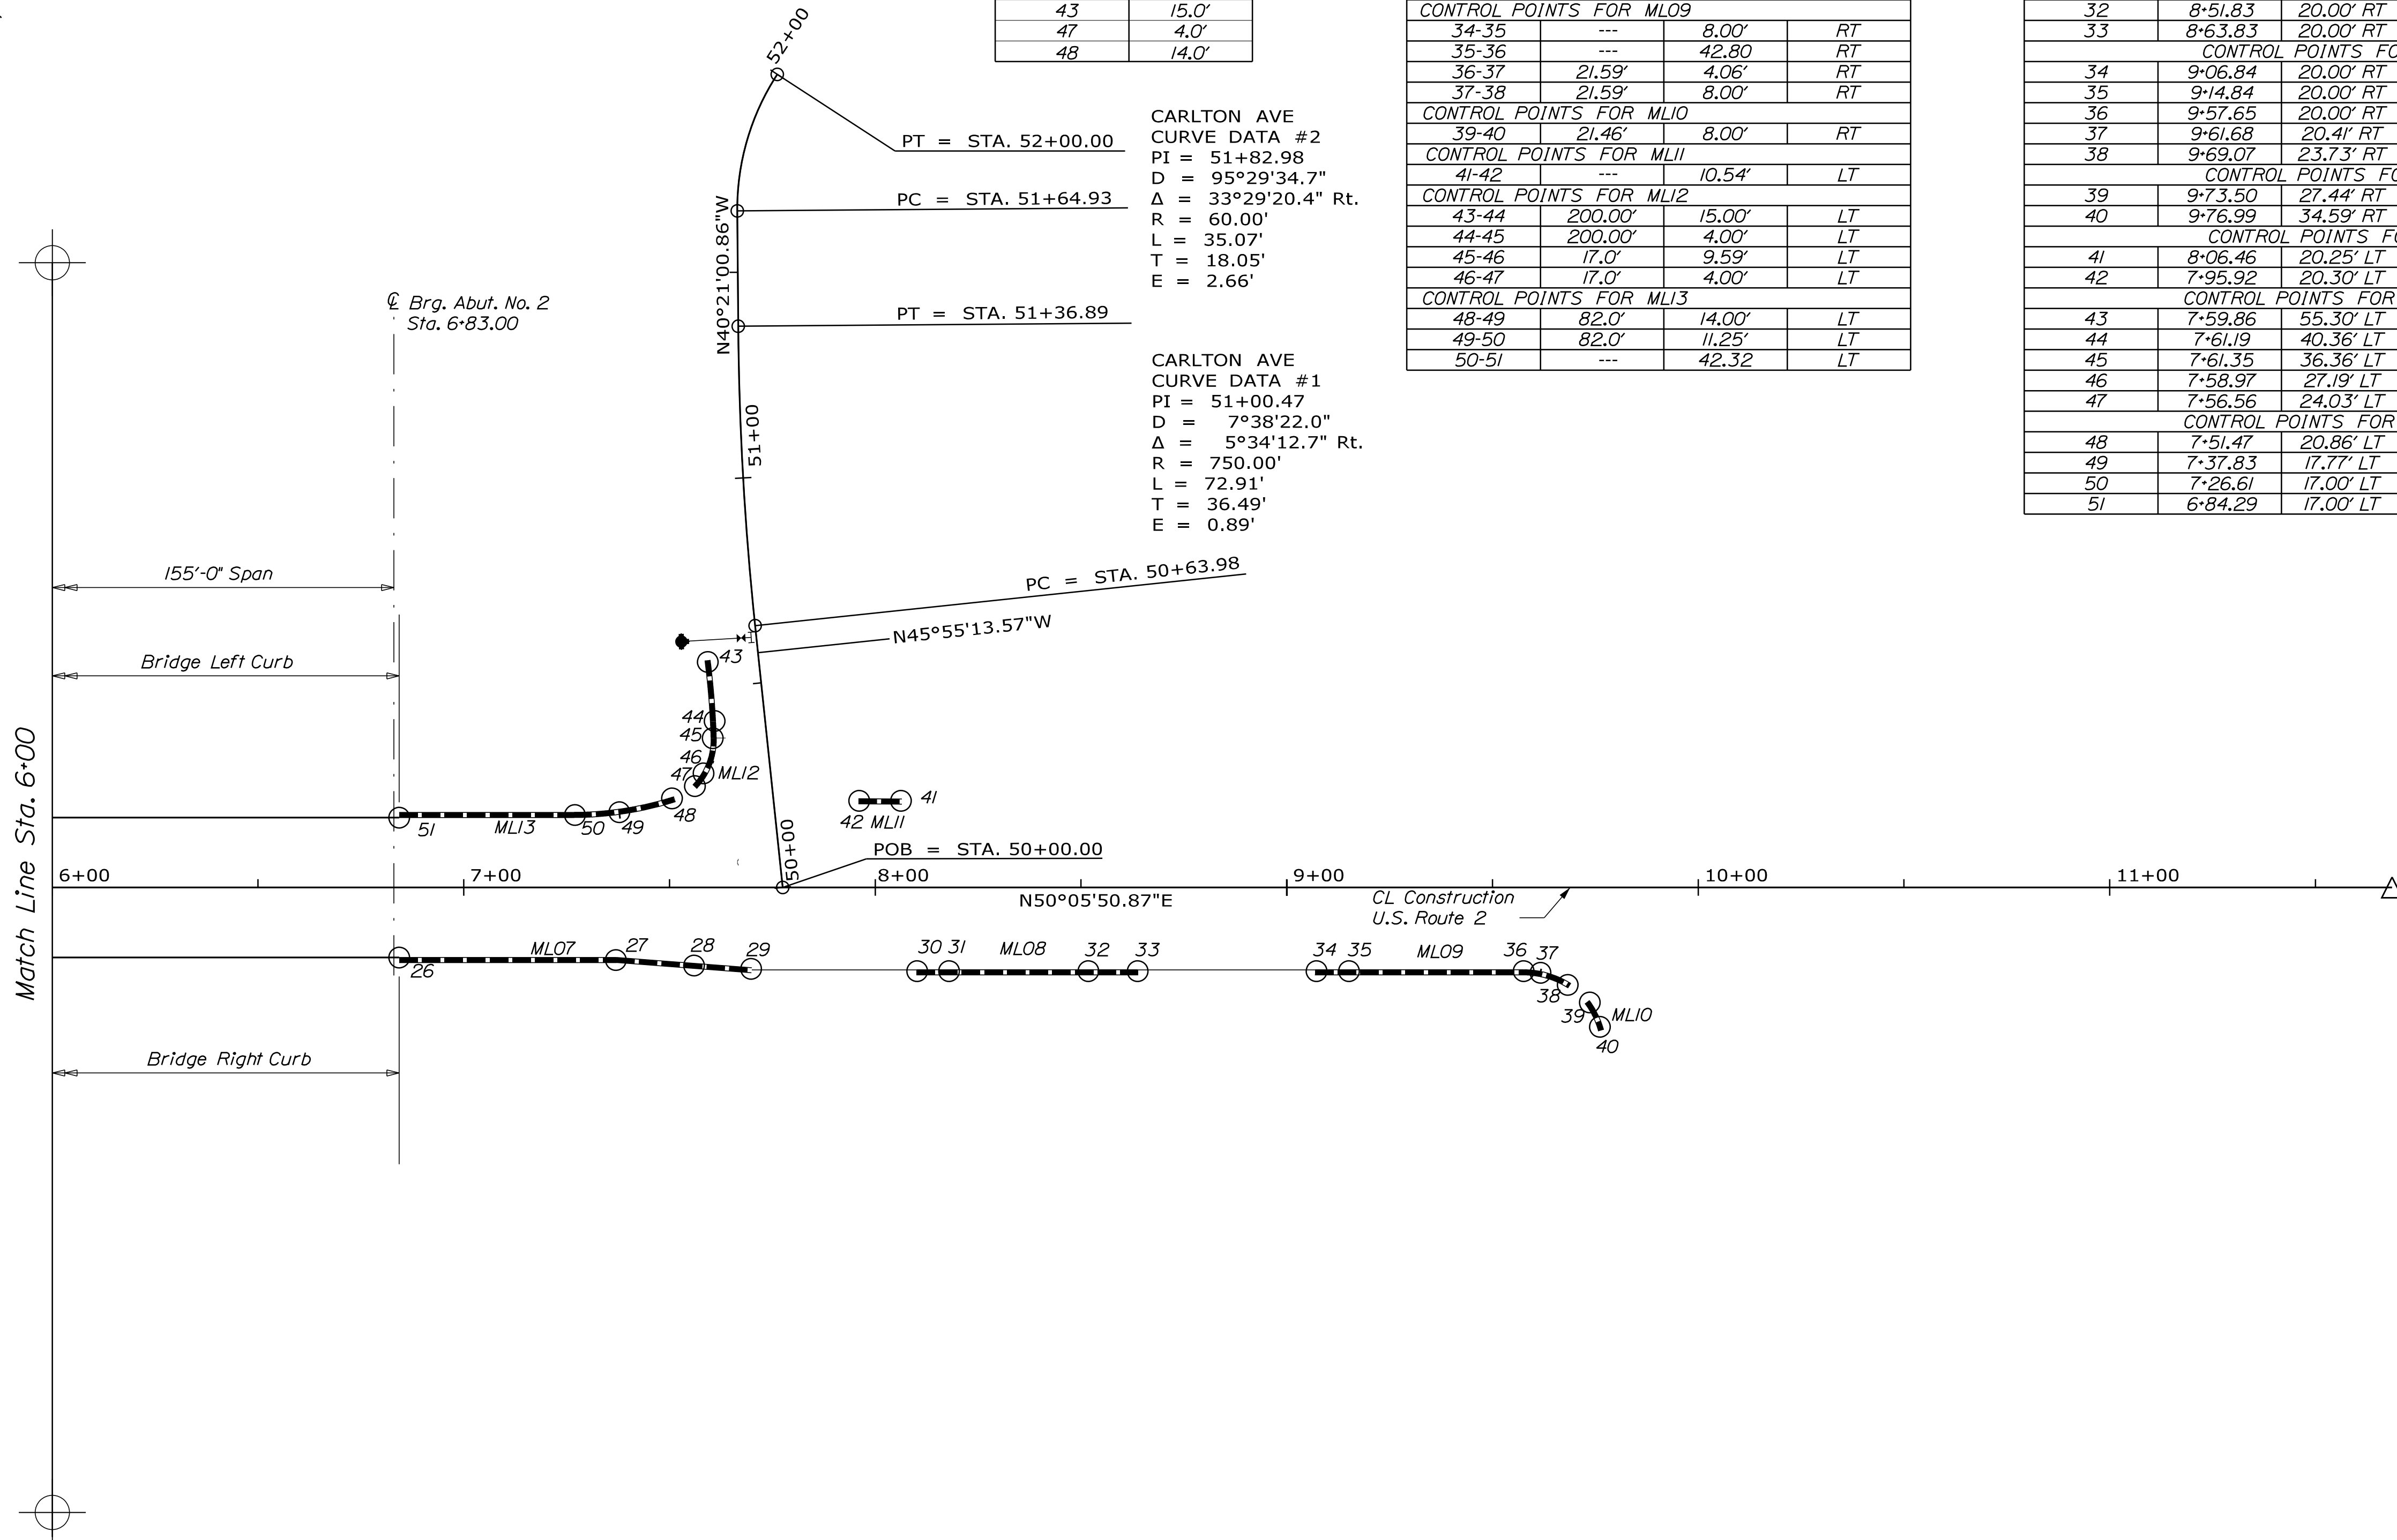 43 15.0'
47 4.0'
48 14.0'
CONTROL POINTS FOR ML09
34-35 --- 8.00' RT
35-36 --- 42.80 RT
36-37 21.59' 4.06' RT
37-38 21.59' 8.00' RT
CONTROL POINTS FOR ML10
39-40 21.46' 8.00' RT
CONTROL POINTS FOR ML11
41-42 --- 10.54' LT
CONTROL POINTS FOR ML12
43-44 200.00' 15.00' LT
44-45 200.00' 4.00' LT
45-46 17.0' 9.59' LT
46-47 17.0' 4.00' LT
CONTROL POINTS FOR ML13
48-49 82.0' 14.00' LT
49-50 82.0' 11.25' LT
50-51 --- 42.32 LT
32 8+51.83 20.00' RT
33 8+63.83 20.00' RT
CONTROL POINTS
34 9+06.84 20.00' RT
35 9+14.84 20.00' RT
36 9+57.65 20.00' RT
37 9+61.68 20.41' RT
38 9+69.07 23.73' RT
CONTROL POINTS
39 9+73.50 27.44' RT
40 9+76.99 34.59' RT
CONTROL POINTS
41 8+06.46 20.25' LT
42 7+95.92 20.30' LT
CONTROL POINTS FOR
43 7+59.86 55.30' LT
44 7+61.19 40.36' LT
45 7+61.35 36.36' LT
46 7+58.97 27.19' LT
47 7+56.56 24.03' LT
CONTROL POINTS FOR
48 7+51.47 20.86' LT
49 7+37.83 17.77' LT
50 7+26.61 17.00' LT
51 6+84.29 17.00' LT
52+00
PT = STA. 52+00.00
PC = STA. 51+64.93
N40°21'00.86"W
PT = STA. 51+36.89
CARLTON AVE
CURVE DATA #2
PI = 51+82.98
D = 95°29'34.7"
Δ = 33°29'20.4" Rt.
R = 60.00'
L = 35.07'
T = 18.05'
E = 2.66'
CARLTON AVE
CURVE DATA #1
PI = 51+00.47
D = 7°38'22.0"
Δ = 5°34'12.7" Rt.
R = 750.00'
L = 72.91'
T = 36.49'
E = 0.89'
℄ Brg. Abut. No. 2
Sta. 6+83.00
51+00
155'-0" Span
PC = STA. 50+63.98
N45°55'13.57"W
Bridge Left Curb
43
44
45
46
47
ML12
48
49
50
ML13
51
41
42 ML11
50+00
POB = STA. 50+00.00
Match Line Sta. 6+00
6+00
7+00
8+00
9+00
10+00
11+00
N50°05'50.87"E
CL Construction
U.S. Route 2
26
ML07
27
28
29
30 31
ML08
32
33
34 35
ML09
36 37
38
39
ML10
40
Bridge Right Curb